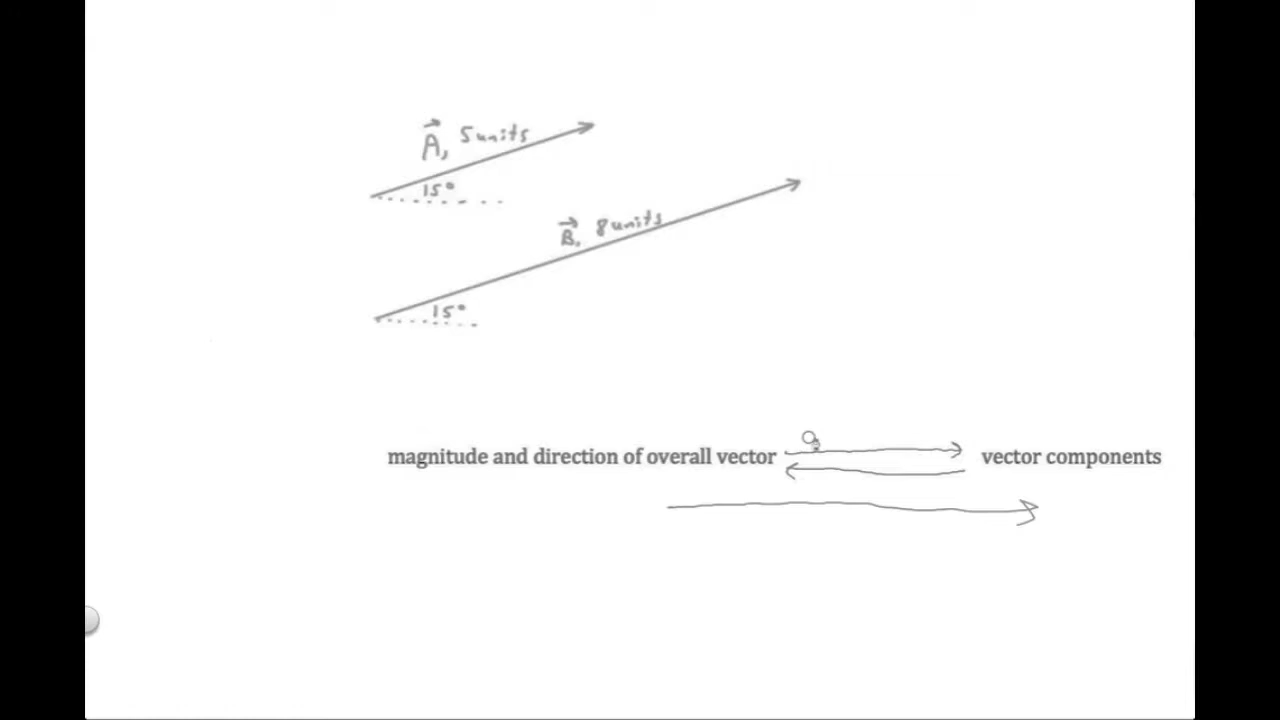 A, 5 units
15°
B, 8 units
15°
magnitude and direction of overall vector
vector components